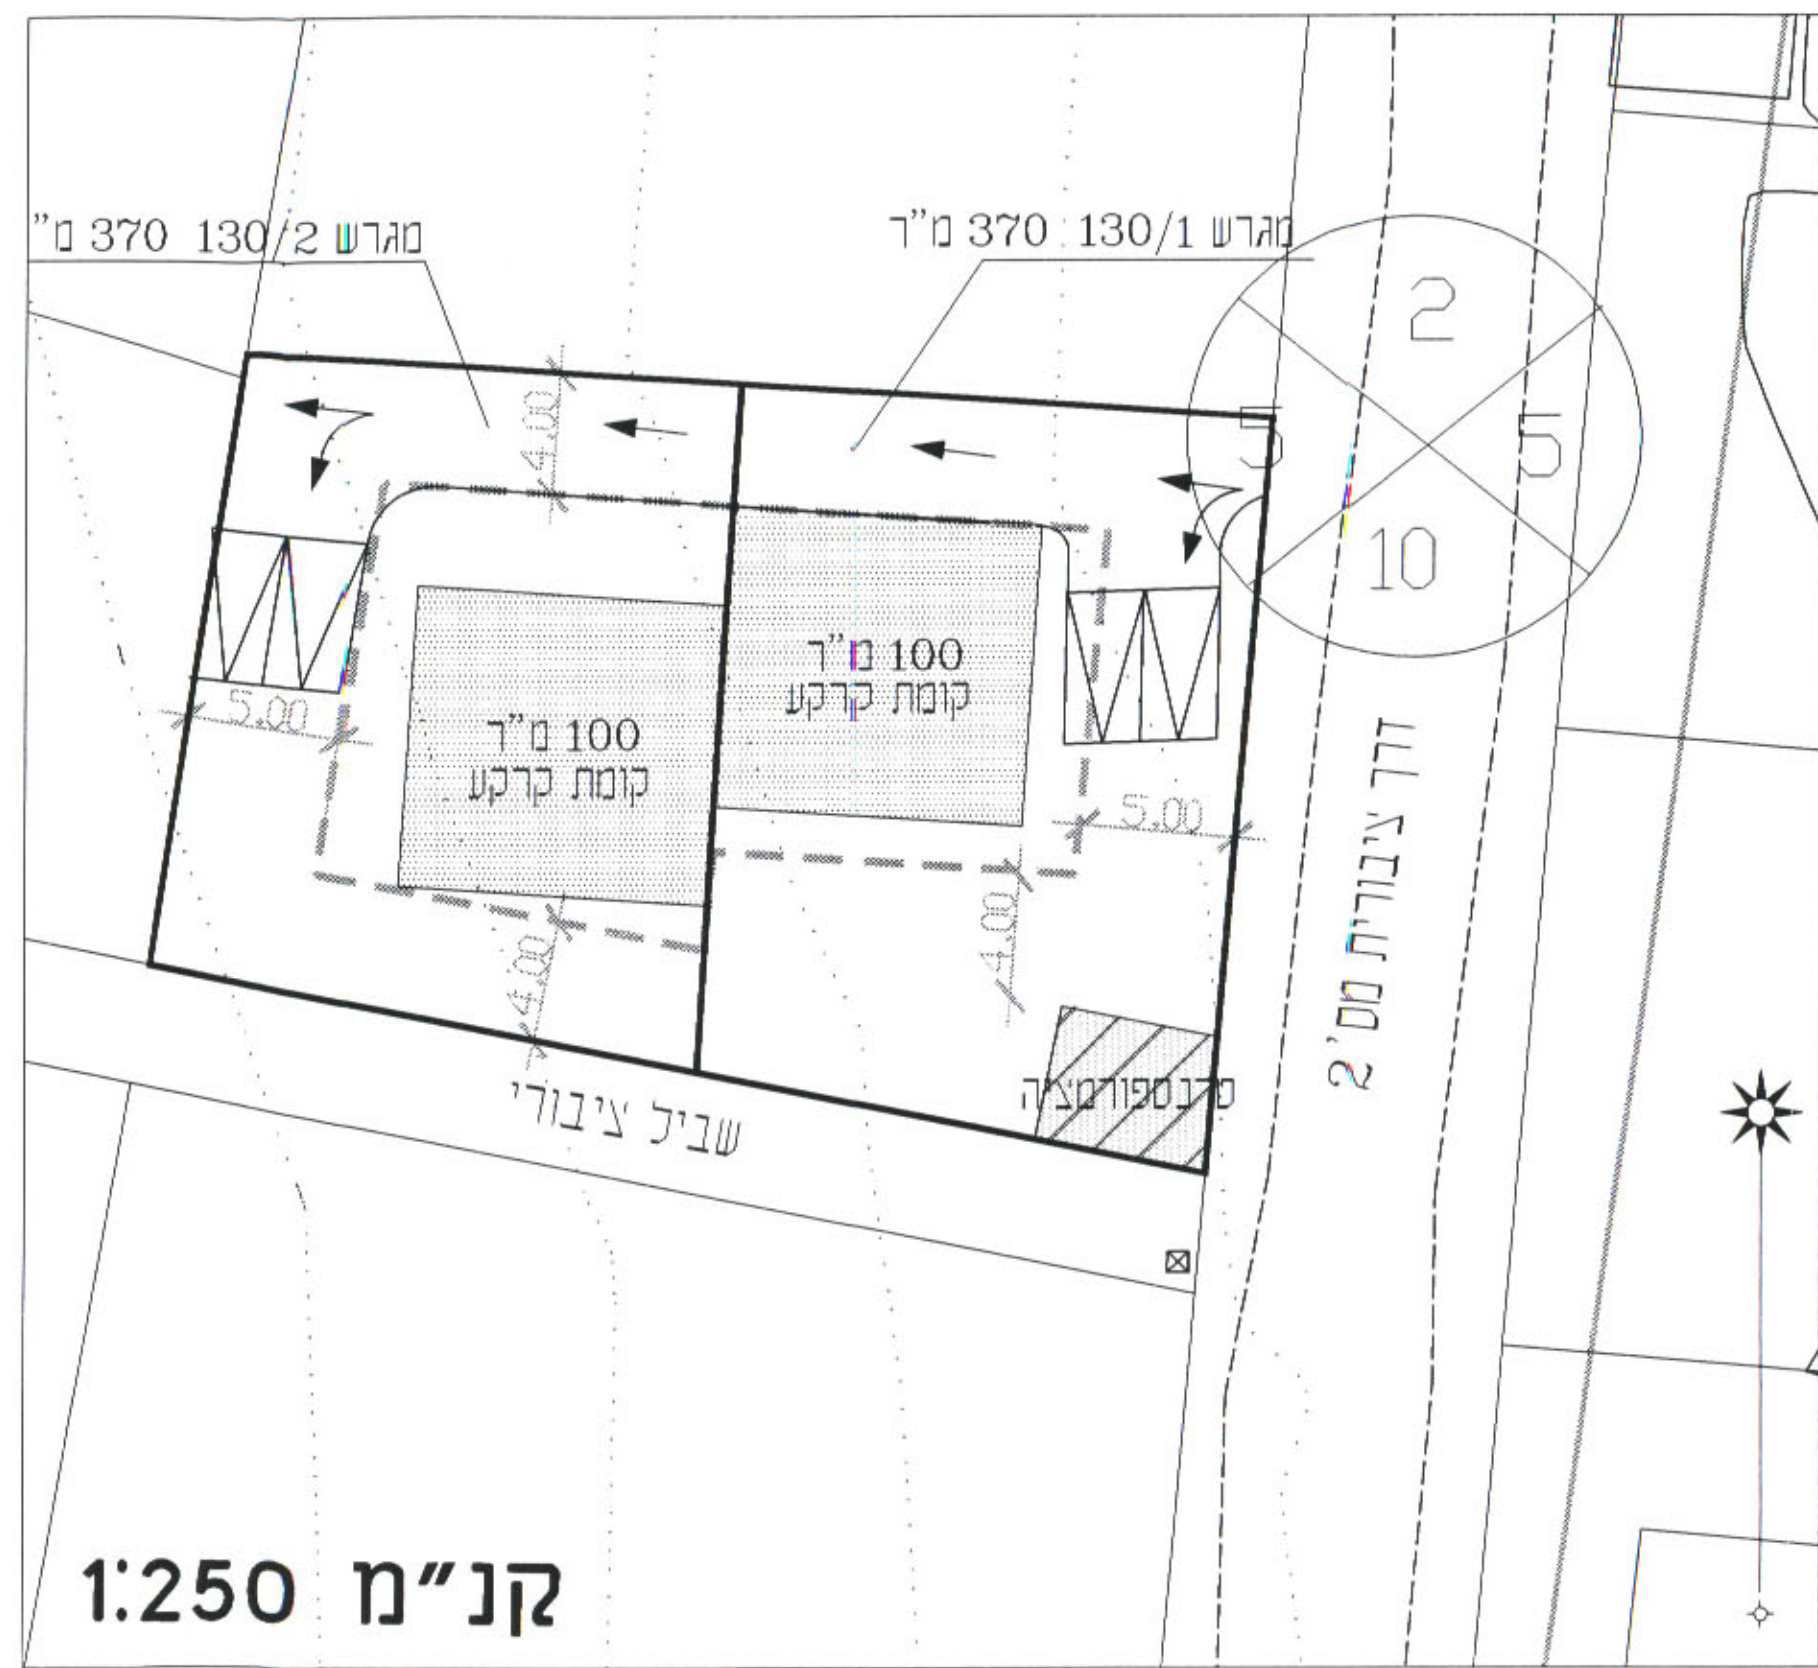 מגרש 130/1 370 מ"ר
מגרש 130/2 370 מ"
2
5
5
10
4.00
100 מ"ר
קומת קרקע
100 מ"ר
קומת קרקע
5.00
5.00
4.00
4.00
דרך ציבורית מס' 2
טרנספורמציה
שביל ציבורי
קנ"מ 1:250